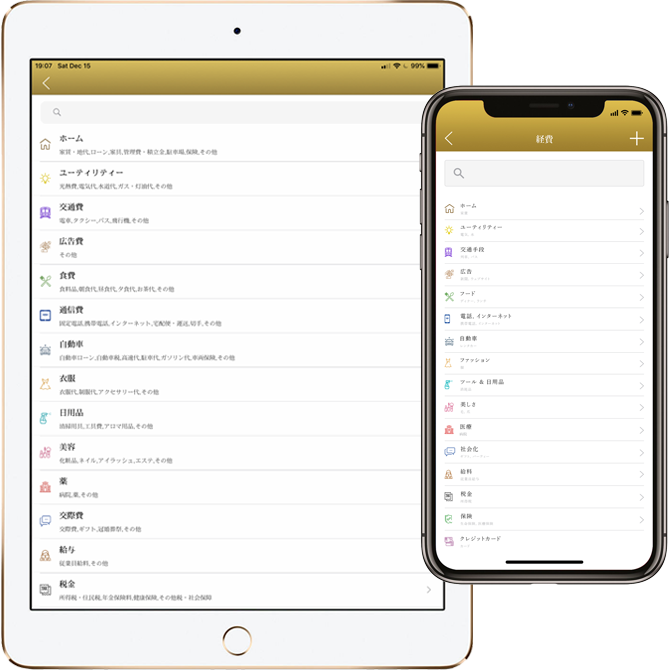 19:07 Sat Dec 15
99%
ホーム
家賃・地代,ローン,家具,管理費・積立金,駐車場,保険,その他
ユーティリティー
光熱費,電気代,水道代,ガス・灯油代,その他
交通費
電車,タクシー,バス,飛行機,その他
広告費
その他
食費
食料品,朝食代,昼食代,夕食代,お茶代,その他
通信費
固定電話,携帯電話,インターネット,宅配便・運送,切手,その他
自動車
自動車ローン,自動車税,高速代,駐車代,ガソリン代,車両保険,その他
衣服
衣服代,制服代,アクセサリー代,その他
日用品
清掃用具,工具費,アロマ用品,その他
美容
化粧品,ネイル,アイラッシュ,エステ,その他
薬
病院,薬,その他
交際費
交際費,ギフト,冠婚葬祭,その他
給与
従業員給料,その他
税金
所得税・住民税,年金保険料,健康保険,その他税・社会保障
経費
ホーム
ユーティリティー
交通手段
広告
フード
電話, インターネット
自動車
ファッション
ツール & 日用品
美しさ
医療
社会化
給料
税金
保険
クレジットカード